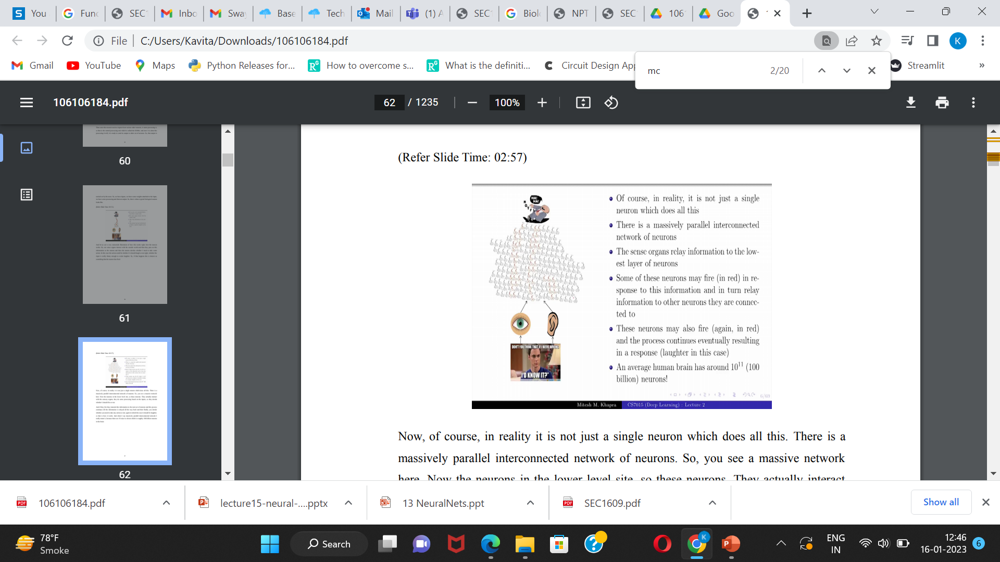 You
Func
SEC1
Inbo
Sway
Base
Tech
Mail
(1) A
SEC1
Biol
NPT
SEC
106
Goo
File
C:/Users/Kavita/Downloads/106106184.pdf
K
Gmail
YouTube
Maps
Python Releases for...
How to overcome s...
What is the definiti...
Circuit Design App
Streamlit
»
mc
2/20
106106184.pdf
62 / 1235
100%
60
61
62
(Refer Slide Time: 02:57)
HA!
HA!
R
O
T
F
L
Of course, in reality, it is not just a single
neuron which does all this
There is a massively parallel interconnected
network of neurons
The sense organs relay information to the low-
est layer of neurons
Some of these neurons may fire (in red) in re-
sponse to this information and in turn relay
information to other neurons they are connec-
ted to
These neurons may also fire (again, in red)
and the process continues eventually resulting
in a response (laughter in this case)
An average human brain has around 10¹¹ (100
billion) neurons!
DON'T YOU THINK THAT IF I WERE WRONG,
I'D KNOW IT?"
6/69
Mitesh M. Khapra CS7015 (Deep Learning) : Lecture 2
Now, of course, in reality it is not just a single neuron which does all this. There is a
massively parallel interconnected network of neurons. So, you see a massive network
here. Now the neurons in the lower level site, so these neurons. They actually interact
106106184.pdf
lecture15-neural-....pptx
13 NeuralNets.ppt
SEC1609.pdf
Show all
78°F
Smoke
Search
K
ENG
IN
12:46
16-01-2023
6